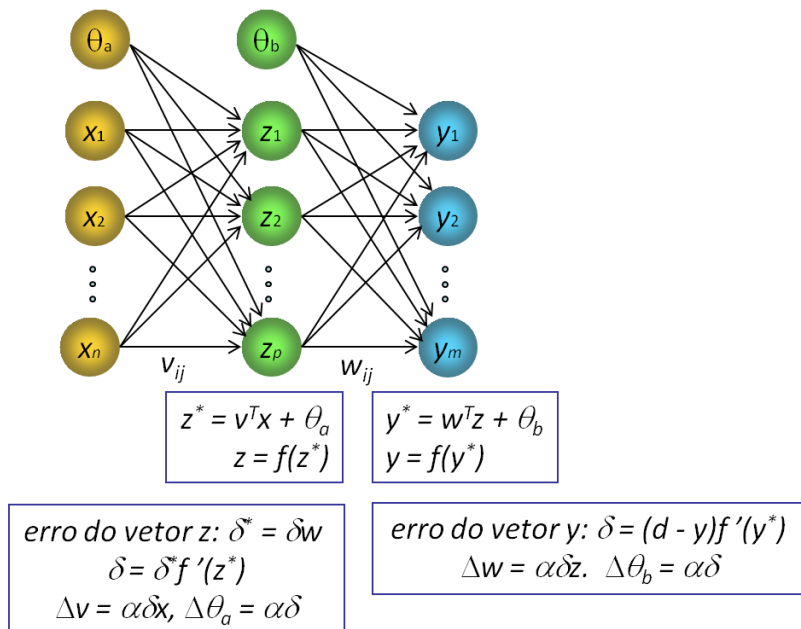 θa θb
x1 z1 y1
x2 z2 y2
xn zp ym
vij wij
z* = vTx + θa
z = f(z*)
y* = wTz + θb
y = f(y*)
erro do vetor z: δ* = δw
δ = δ*f '(z*)
Δv = αδx, Δθa = αδ
erro do vetor y: δ = (d - y)f '(y*)
Δw = αδz. Δθb = αδ